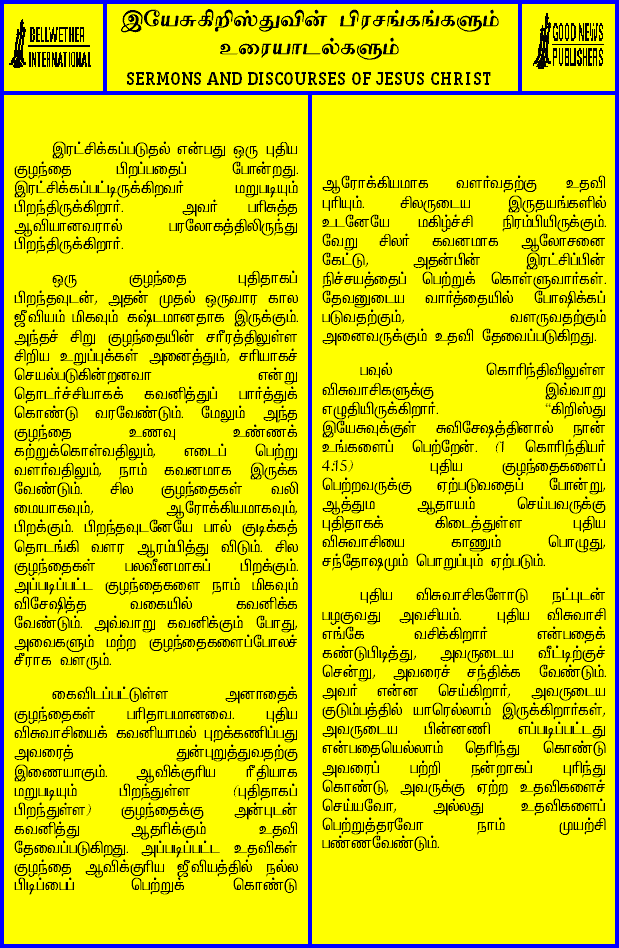 BELLWETHER
INTERNATIONAL
இயேசுகிறிஸ்துவின் பிரசங்கங்களும்
உரையாடல்களும்
SERMONS AND DISCOURSES OF JESUS CHRIST
GOOD NEWS
PUBLISHERS
இரட்சிக்கப்படுதல் என்பது ஒரு புதிய
குழந்தை பிறப்பதைப் போன்றது.
இரட்சிக்கப்பட்டிருக்கிறவர் மறுபடியும்
பிறந்திருக்கிறார். அவர் பரிசுத்த
ஆவியானவரால் பரலோகத்திலிருந்து
பிறந்திருக்கிறார்.
ஒரு குழந்தை புதிதாகப்
பிறந்தவுடன், அதன் முதல் ஒருவார கால
ஜீவியம் மிகவும் கஷ்டமானதாக இருக்கும்.
அந்தச் சிறு குழந்தையின் சரீரத்திலுள்ள
சிறிய உறுப்புக்கள் அனைத்தும், சரியாகச்
செயல்படுகின்றனவா என்று
தொடர்ச்சியாகக் கவனித்துப் பார்த்துக்
கொண்டு வரவேண்டும். மேலும் அந்த
குழந்தை உணவு உண்ணக்
கற்றுக்கொள்வதிலும், எடைப் பெற்று
வளர்வதிலும், நாம் கவனமாக இருக்க
வேண்டும். சில குழந்தைகள் வலி
மையாகவும், ஆரோக்கியமாகவும்,
பிறக்கும். பிறந்தவுடனேயே பால் குடிக்கத்
தொடங்கி வளர ஆரம்பித்து விடும். சில
குழந்தைகள் பலவீனமாகப் பிறக்கும்.
அப்படிப்பட்ட குழந்தைகளை நாம் மிகவும்
விசேஷித்த வகையில் கவனிக்க
வேண்டும். அவ்வாறு கவனிக்கும் போது,
அவைகளும் மற்ற குழந்தைகளைப்போலச்
சீராக வளரும்.
கைவிடப்பட்டுள்ள அனாதைக்
குழந்தைகள் பரிதாபமானவை. புதிய
விசுவாசியைக் கவனியாமல் புறக்கணிப்பது
அவரைத் துன்புறுத்துவதற்கு
இணையாகும். ஆவிக்குரிய ரீதியாக
மறுபடியும் பிறந்துள்ள (புதிதாகப்
பிறந்துள்ள) குழந்தைக்கு அன்புடன்
கவனித்து ஆதரிக்கும் உதவி
தேவைப்படுகிறது. அப்படிப்பட்ட உதவிகள்
குழந்தை ஆவிக்குரிய ஜீவியத்தில் நல்ல
பிடிப்பைப் பெற்றுக் கொண்டு
ஆரோக்கியமாக வளர்வதற்கு உதவி
புரியும். சிலருடைய இருதயங்களில்
உடனேயே மகிழ்ச்சி நிரம்பியிருக்கும்.
வேறு சிலர் கவனமாக ஆலோசனை
கேட்டு, அதன்பின் இரட்சிப்பின்
நிச்சயத்தைப் பெற்றுக் கொள்ளுவார்கள்.
தேவனுடைய வார்த்தையில் போஷிக்கப்
படுவதற்கும், வளருவதற்கும்
அனைவருக்கும் உதவி தேவைப்படுகிறது.
பவுல் கொரிந்திவிலுள்ள
விசுவாசிகளுக்கு இவ்வாறு
எழுதியிருக்கிறார். "கிறிஸ்து
இயேசுவுக்குள் சுவிசேஷத்தினால் நான்
உங்களைப் பெற்றேன். (1 கொரிந்தியர்
4:15) புதிய குழந்தைகளைப்
பெற்றவருக்கு ஏற்படுவதைப் போன்று,
ஆத்தும ஆதாயம் செய்பவருக்கு
புதிதாகக் கிடைத்துள்ள புதிய
விசுவாசியை காணும் பொழுது,
சந்தோஷமும் பொறுப்பும் ஏற்படும்.
புதிய விசுவாசிகளோடு நட்புடன்
பழகுவது அவசியம். புதிய விசுவாசி
எங்கே வசிக்கிறார் என்பதைக்
கண்டுபிடித்து, அவருடைய வீட்டிற்குச்
சென்று, அவரைச் சந்திக்க வேண்டும்.
அவர் என்ன செய்கிறார், அவருடைய
குடும்பத்தில் யாரெல்லாம் இருக்கிறார்கள்,
அவருடைய பின்னணி எப்படிப்பட்டது
என்பதையெல்லாம் தெரிந்து கொண்டு
அவரைப் பற்றி நன்றாகப் புரிந்து
கொண்டு, அவருக்கு ஏற்ற உதவிகளைச்
செய்யவோ, அல்லது உதவிகளைப்
பெற்றுத்தரவோ நாம் முயற்சி
பண்ணவேண்டும்.